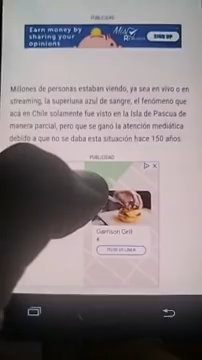 PUBLICIDAD
Earn money by
sharing your
opinions
SIGN UP
Millones de personas estaban viendo, ya sea en vivo o en
streaming, la superluna azul de sangre, el fenómeno que
acá en Chile solamente fue visto en la Isla de Pascua de
manera parcial, pero que se ganó la atención mediática
debido a que no se daba esta situación hace 150 años.
PUBLICIDAD
Garrison Grill